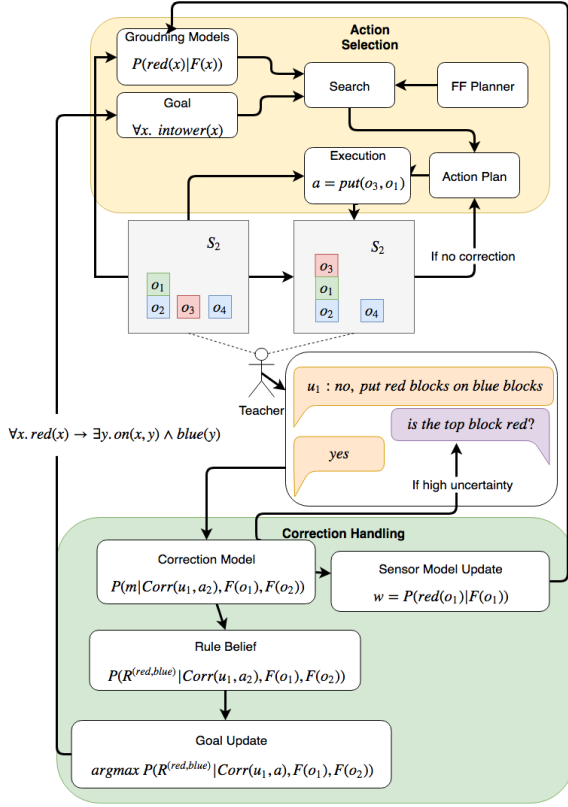 Action
Selection
Groudning Models
P(red(x)|F(x))
Goal
∀x. intower(x)
Search
FF Planner
Execution
a = put(o₃, o₁)
Action Plan
S₂
o₁
o₂ o₃ o₄
S₂
o₃
o₁
o₂ o₄
If no correction
Teacher
u₁ : no, put red blocks on blue blocks
is the top block red?
yes
If high uncertainty
∀x. red(x) → ∃y. on(x, y) ∧ blue(y)
Correction Handling
Correction Model
P(m|Corr(u₁, a₂), F(o₁), F(o₂))
Sensor Model Update
w = P(red(o₁)|F(o₁))
Rule Belief
P(R⁽ʳᵉᵈ,ᵇˡᵘᵉ⁾|Corr(u₁, a₂), F(o₁), F(o₂))
Goal Update
argmax P(R⁽ʳᵉᵈ,ᵇˡᵘᵉ⁾|Corr(u₁, a), F(o₁), F(o₂))